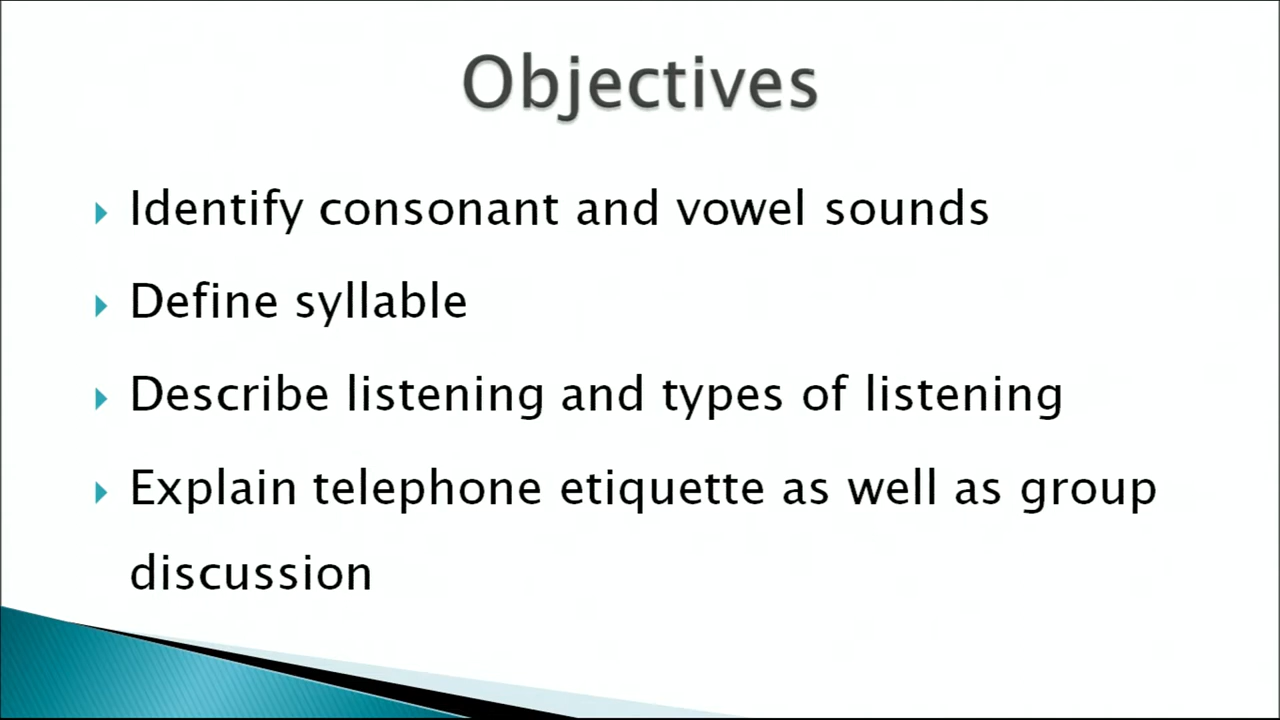 Objectives
Identify consonant and vowel sounds
Define syllable
Describe listening and types of listening
Explain telephone etiquette as well as group
discussion